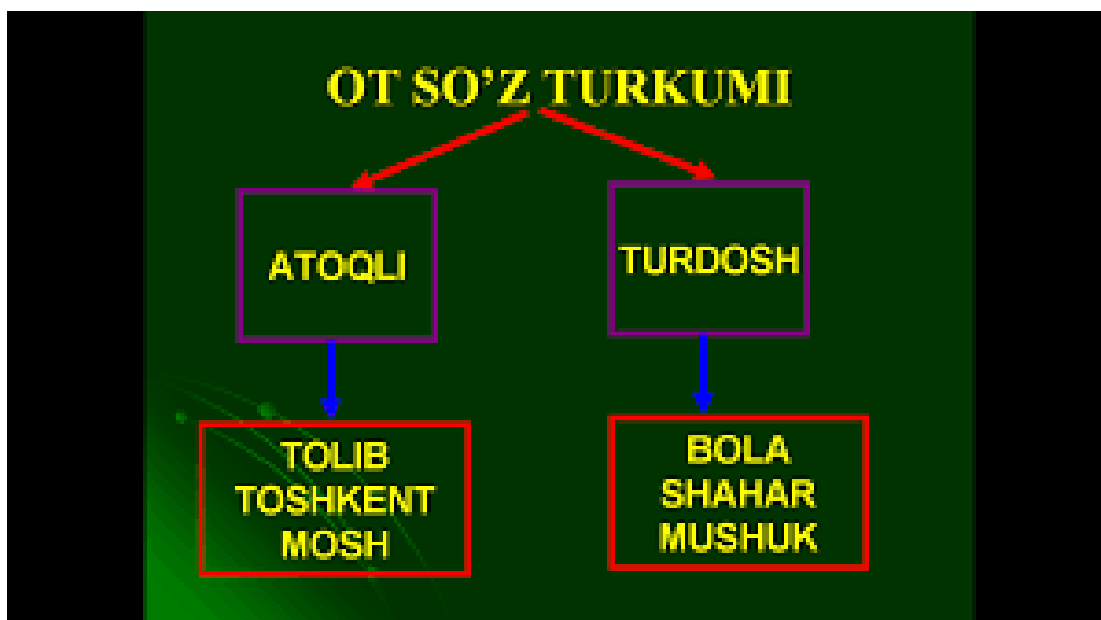 OT SO’Z TURKUMI
ATOQLI
TURDOSH
TOLIB
TOSHKENT
MOSH
BOLA
SHAHAR
MUSHUK